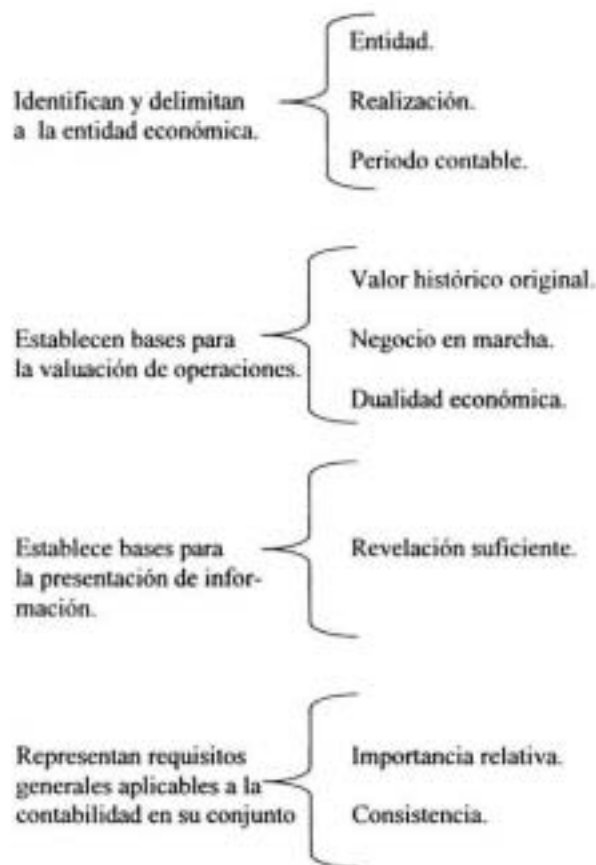 Identifican y delimitan
a la entidad económica.
Entidad.
Realización.
Periodo contable.
Establecen bases para
la valuación de operaciones.
Valor histórico original.
Negocio en marcha.
Dualidad económica.
Establece bases para
la presentación de infor-
mación.
Revelación suficiente.
Representan requisitos
generales aplicables a la
contabilidad en su conjunto
Importancia relativa.
Consistencia.